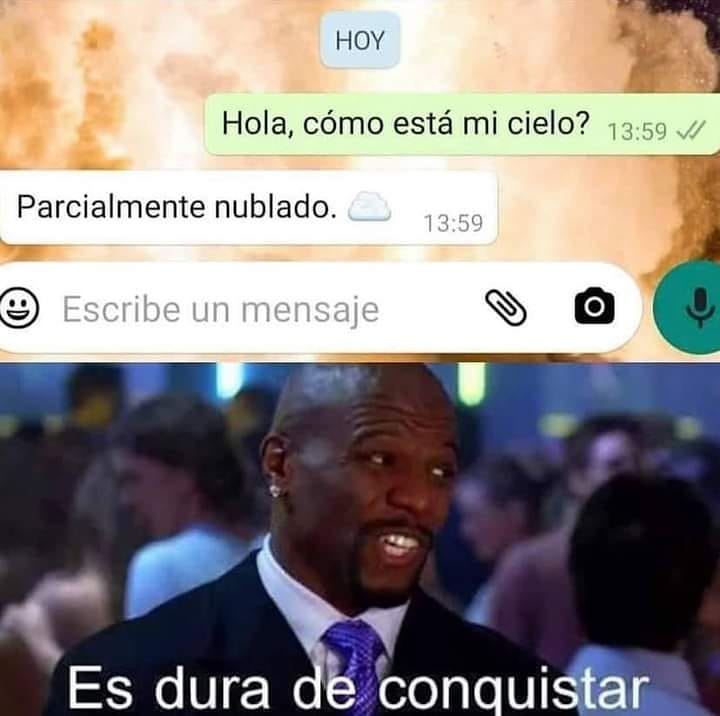 HOY
Hola, cómo está mi cielo? 13:59
Parcialmente nublado. ☁️ 13:59
Escribe un mensaje
Es dura de conquistar